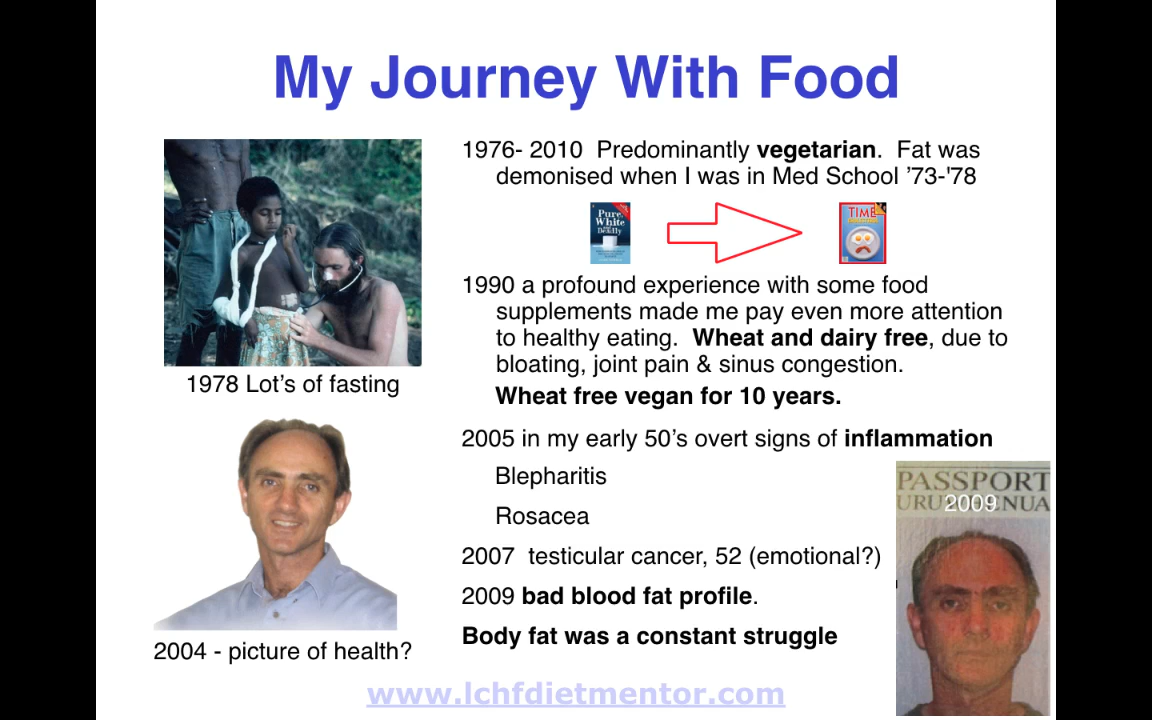 My Journey With Food
1976- 2010 Predominantly vegetarian. Fat was
demonised when I was in Med School ’73-'78
Pure,
White
and
Deadly
TIME
1978 Lot’s of fasting
1990 a profound experience with some food
supplements made me pay even more attention
to healthy eating. Wheat and dairy free, due to
bloating, joint pain & sinus congestion.
Wheat free vegan for 10 years.
2005 in my early 50’s overt signs of inflammation
Blepharitis
Rosacea
2007 testicular cancer, 52 (emotional?)
2009 bad blood fat profile.
Body fat was a constant struggle
2004 - picture of health?
PASSPORT
2009
www.lchfdietmentor.com